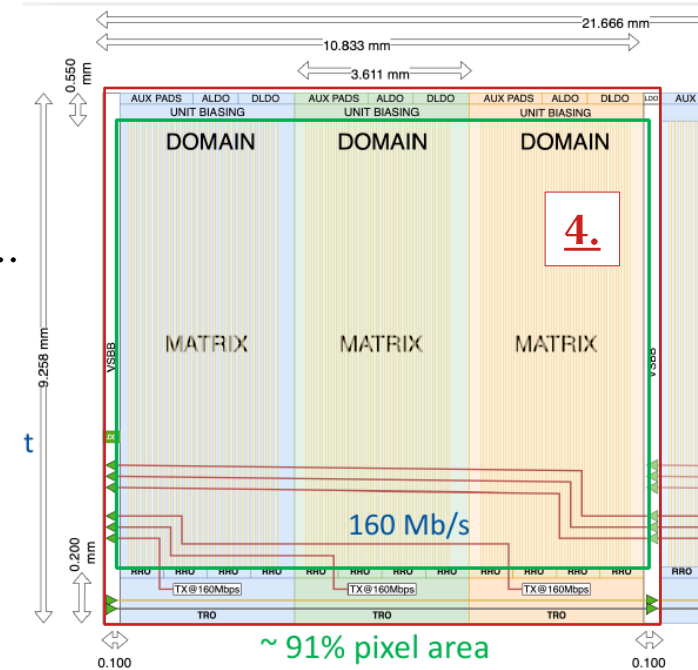 21.666 mm
10.833 mm
3.611 mm
0.550 mm
AUX PADS ALDO DLDO AUX PADS ALDO DLDO AUX PADS ALDO DLDO LDO AUX
UNIT BIASING UNIT BIASING UNIT BIASING
DOMAIN DOMAIN DOMAIN
4.
..
MATRIX MATRIX MATRIX
VSBB VSBB
9.258 mm
t
160 Mb/s
0.200 mm
RRO RRO RRO RRO RRO RRO RRO RRO RRO RRO RRO RRO RRO
TX@160Mbps TX@160Mbps TX@160Mbps
TRO TRO TRO
~ 91% pixel area
0.100 0.100